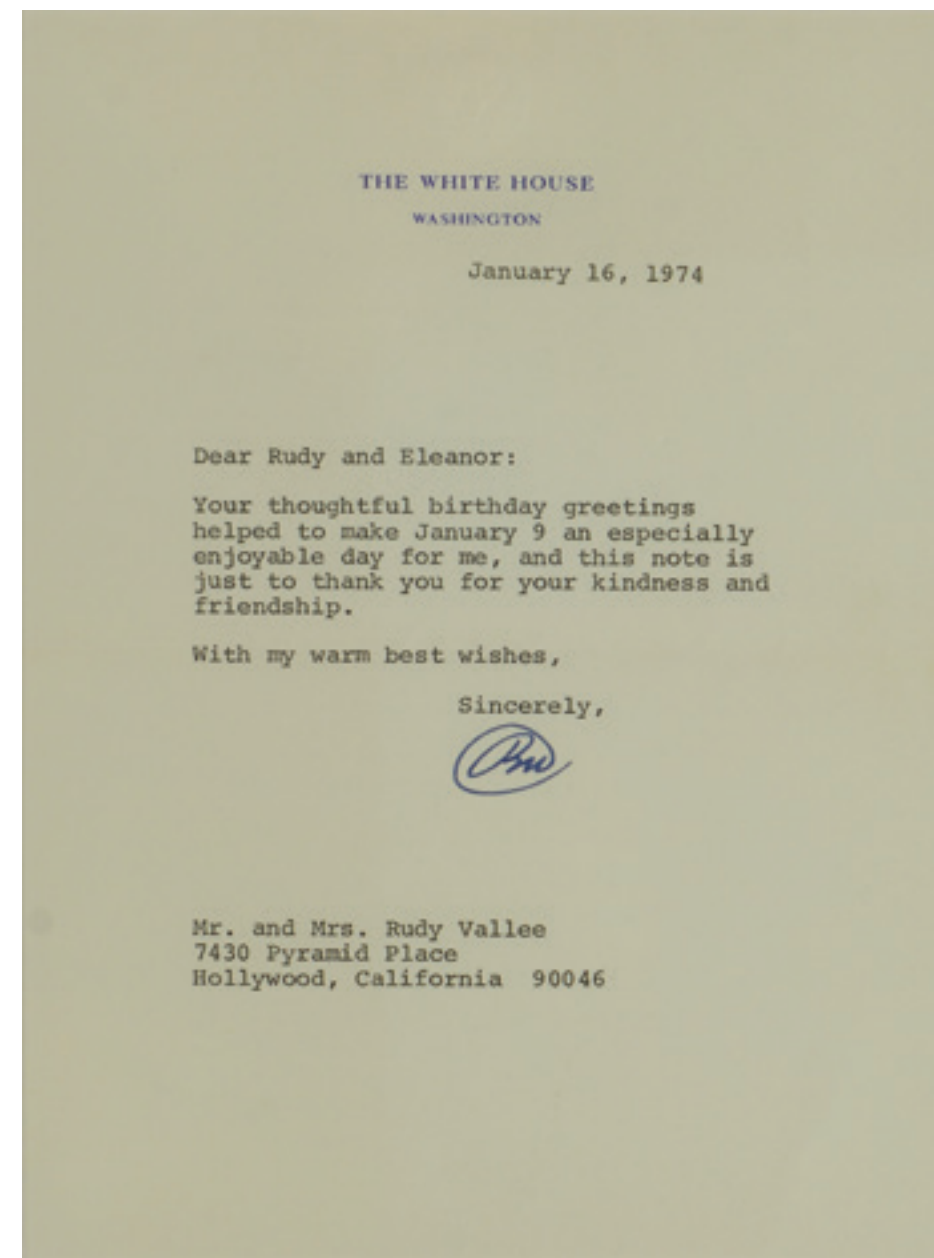 THE WHITE HOUSE
WASHINGTON
January 16, 1974
Dear Rudy and Eleanor:
Your thoughtful birthday greetings
helped to make January 9 an especially
enjoyable day for me, and this note is
just to thank you for your kindness and
friendship.
With my warm best wishes,
Sincerely,
Mr. and Mrs. Rudy Vallee
7430 Pyramid Place
Hollywood, California 90046